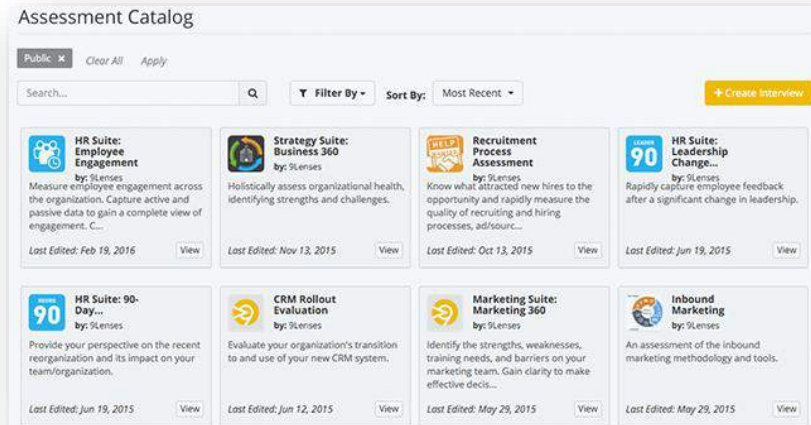 Assessment Catalog
Public ×
Clear All
Apply
Search...
Filter By
Sort By:
Most Recent
+ Create Interview
HR Suite:
Employee
Engagement
by: 9Lenses
Measure employee engagement across
the organization. Capture active and
passive data to gain a complete view of
engagement. C...
Last Edited: Feb 19, 2016
View
Strategy Suite:
Business 360
by: 9Lenses
Holistically assess organizational health,
identifying strengths and challenges.
Last Edited: Nov 13, 2015
View
HELP
Recruitment
Process
Assessment
by: 9Lenses
Know what attracted new hires to the
opportunity and rapidly measure the
quality of recruiting and hiring
processes, ad/sourc...
Last Edited: Oct 13, 2015
View
LEADER
90
HR Suite:
Leadership
Change...
by: 9Lenses
Rapidly capture employee feedback
after a significant change in leadership.
Last Edited: Jun 19, 2015
View
90
HR Suite: 90-
Day...
by: 9Lenses
Provide your perspective on the recent
reorganization and its impact on your
team/organization.
Last Edited: Jun 19, 2015
View
CRM Rollout
Evaluation
by: 9Lenses
Evaluate your organization's transition
to and use of your new CRM system.
Last Edited: Jun 12, 2015
View
Marketing Suite:
Marketing 360
by: 9Lenses
Identify the strengths, weaknesses,
training needs, and barriers on your
marketing team. Gain clarity to make
effective decis...
Last Edited: May 29, 2015
View
Inbound
Marketing
by: 9Lenses
An assessment of the inbound
marketing methodology and tools.
Last Edited: May 29, 2015
View